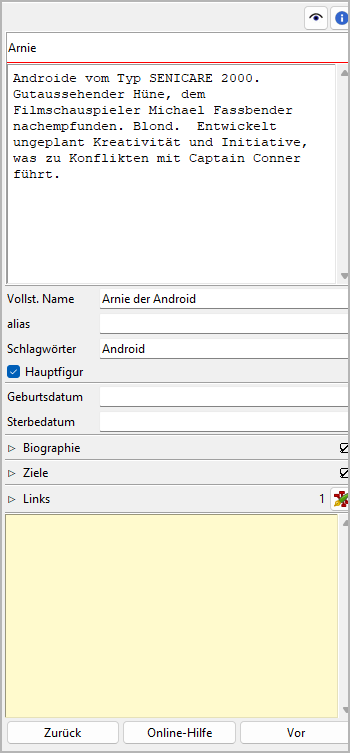 Arnie
Androide vom Typ SENICARE 2000.
Gutaussehender Hüne, dem
Filmschauspieler Michael Fassbender
nachempfunden. Blond.  Entwickelt
ungeplant Kreativität und Initiative,
was zu Konflikten mit Captain Conner
führt.
Vollst. Name Arnie der Android
alias
Schlagwörter Android
Hauptfigur
Geburtsdatum
Sterbedatum
Biographie
Ziele
Links 1
Zurück Online-Hilfe Vor